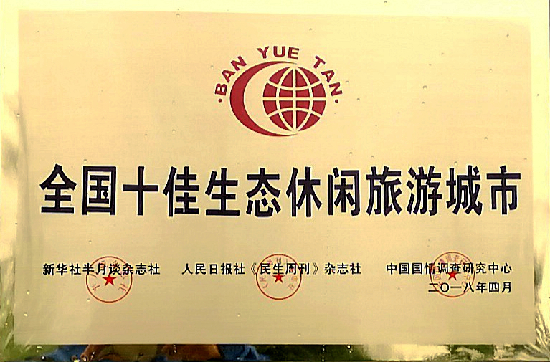 BAN YUE TAN
全国十佳生态休闲旅游城市
新华社半月谈杂志社 人民日报社《民生周刊》杂志社 中国国情调查研究中心
二〇一八年四月